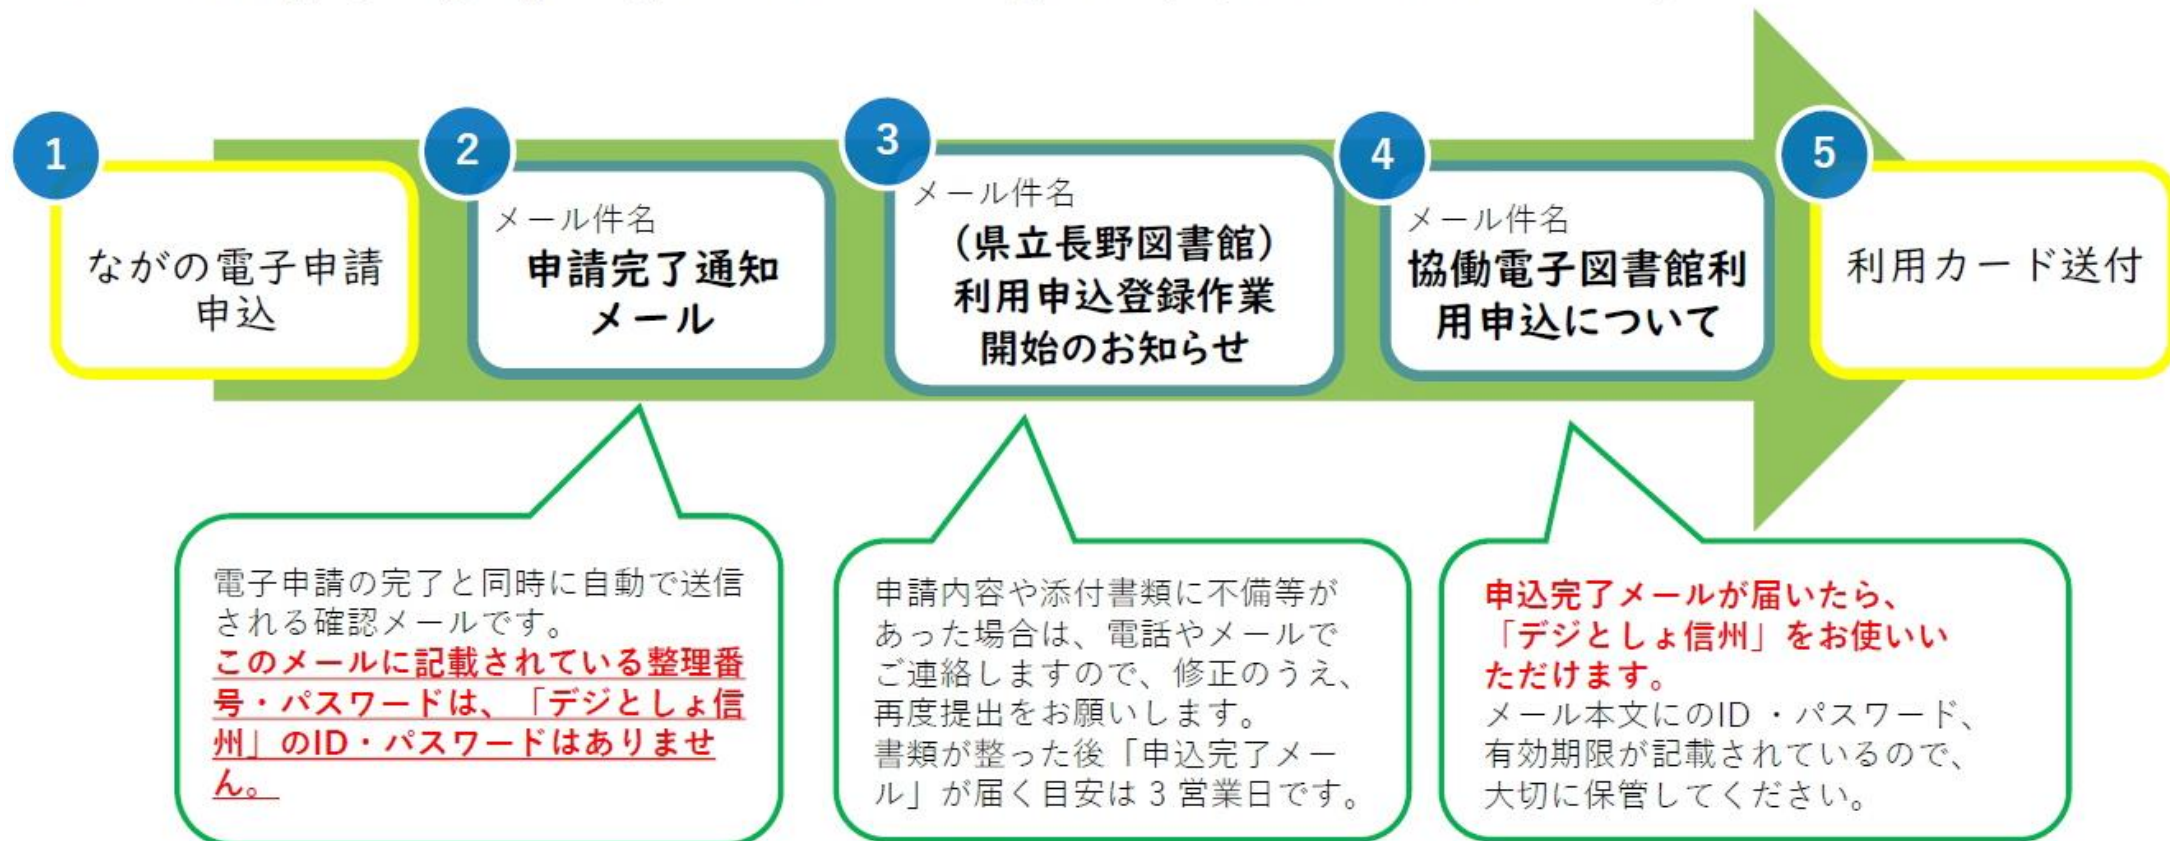 1
ながの電子申請
申込
2
メール件名
申請完了通知
メール
3
メール件名
（県立長野図書館）
利用申込登録作業
開始のお知らせ
4
メール件名
協働電子図書館利
用申込について
5
利用カード送付
電子申請の完了と同時に自動で送信
される確認メールです。
このメールに記載されている整理番
号・パスワードは、「デジとしょ信
州」のID・パスワードはありませ
ん。
申請内容や添付書類に不備等が
あった場合は、電話やメールで
ご連絡しますので、修正のうえ、
再度提出をお願いします。
書類が整った後「申込完了メー
ル」が届く目安は 3 営業日です。
申込完了メールが届いたら、
「デジとしょ信州」をお使いい
ただけます。
メール本文にのID ・パスワード、
有効期限が記載されているので、
大切に保管してください。